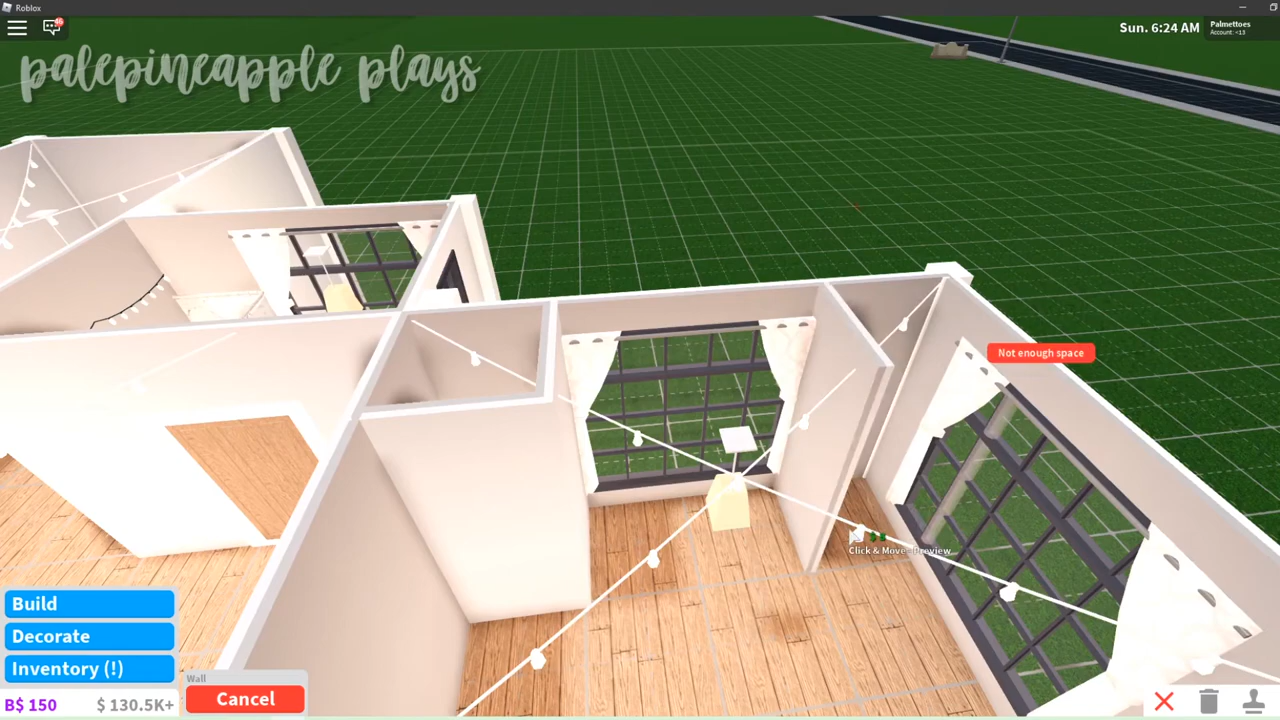 Roblox
46
Sun. 6:24 AM
Palmettoes
Account: <13
palepineapple plays
Not enough space
Click & Move - Preview
Build
Decorate
Inventory (!)
Wall
B$ 150
$ 130.5K+
Cancel